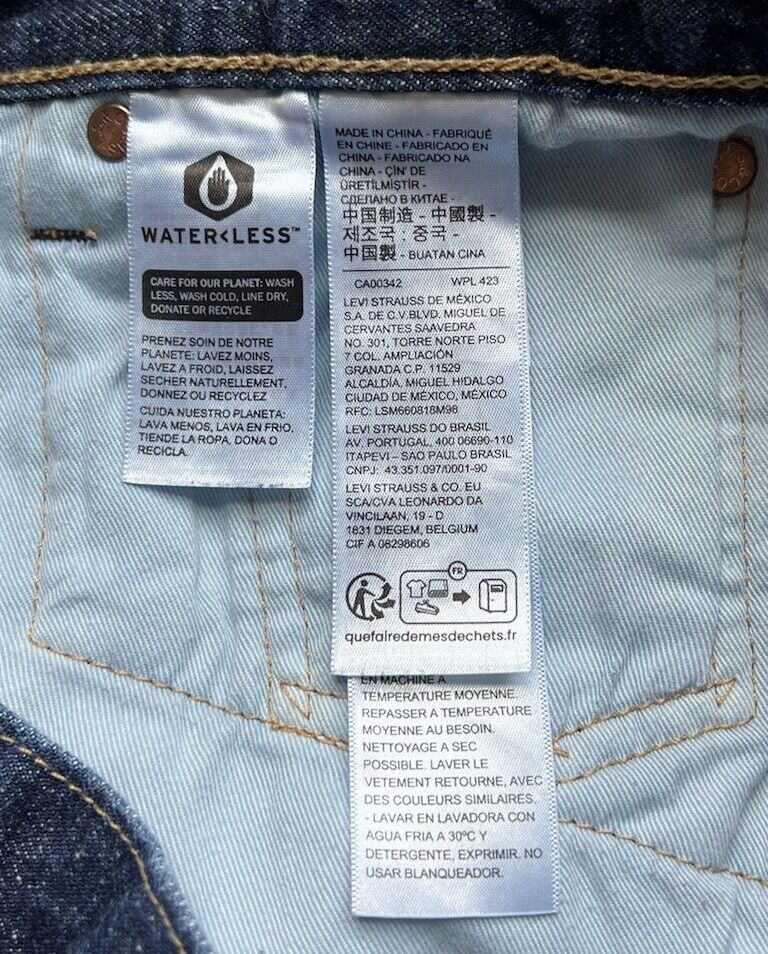 WATER<LESS™
CARE FOR OUR PLANET: WASH
LESS, WASH COLD, LINE DRY,
DONATE OR RECYCLE
PRENEZ SOIN DE NOTRE
PLANETE: LAVEZ MOINS,
LAVEZ A FROID, LAISSEZ
SECHER NATURELLEMENT,
DONNEZ OU RECYCLEZ
CUIDA NUESTRO PLANETA:
LAVA MENOS, LAVA EN FRIO,
TIENDE LA ROPA, DONA O
RECICLA.
MADE IN CHINA - FABRIQUÉ
EN CHINE - FABRICADO EN
CHINA - FABRICADO NA
CHINA - ÇIN' DE
ÜRETİLMİŞTİR -
СДЕЛАНО В КИТАЕ -
中国制造 - 中國製 -
제조국 : 중국 -
中国製 - BUATAN CINA
CA00342 WPL 423
LEVI STRAUSS DE MÉXICO
S.A. DE C.V.BLVD. MIGUEL DE
CERVANTES SAAVEDRA
NO. 301, TORRE NORTE PISO
7 COL. AMPLIACIÓN
GRANADA C.P. 11529
ALCALDÍA, MIGUEL HIDALGO
CIUDAD DE MÉXICO, MÉXICO
RFC: LSM660818M98
LEVI STRAUSS DO BRASIL
AV. PORTUGAL, 400 06690-110
ITAPEVI – SAO PAULO BRASIL
CNPJ: 43.351.097/0001-90
LEVI STRAUSS & CO. EU
SCA/CVA LEONARDO DA
VINCILAAN, 19 - D
1831 DIEGEM, BELGIUM
CIF A 08298606
FR
quefairedemesdechets.fr
EN MACHINE A
TEMPERATURE MOYENNE.
REPASSER A TEMPERATURE
MOYENNE AU BESOIN.
NETTOYAGE A SEC
POSSIBLE. LAVER LE
VETEMENT RETOURNE, AVEC
DES COULEURS SIMILAIRES.
- LAVAR EN LAVADORA CON
AGUA FRIA A 30ºC Y
DETERGENTE, EXPRIMIR. NO
USAR BLANQUEADOR.